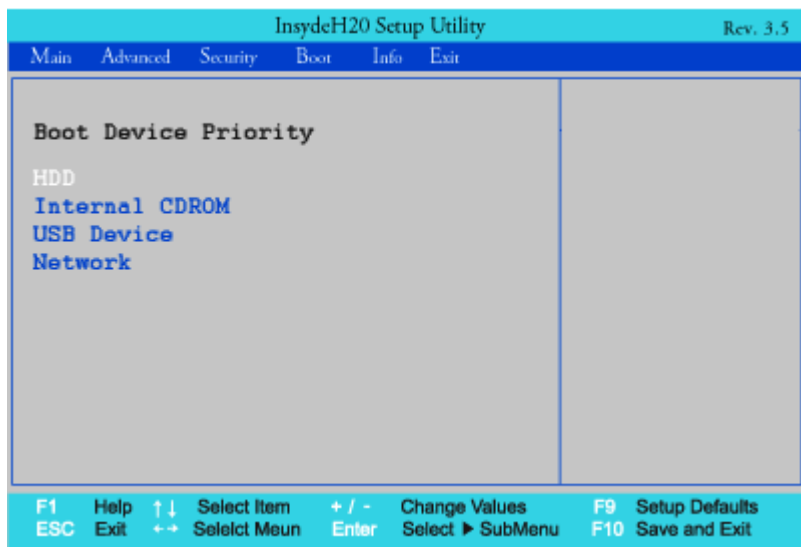 InsydeH20 Setup Utility Rev. 3.5
Main Advanced Security Boot Info Exit
Boot Device Priority
HDD
Internal CDROM
USB Device
Network
F1 Help ↑↓ Select Item + / - Change Values F9 Setup Defaults
ESC Exit ←→ Selelct Meun Enter Select ▶ SubMenu F10 Save and Exit